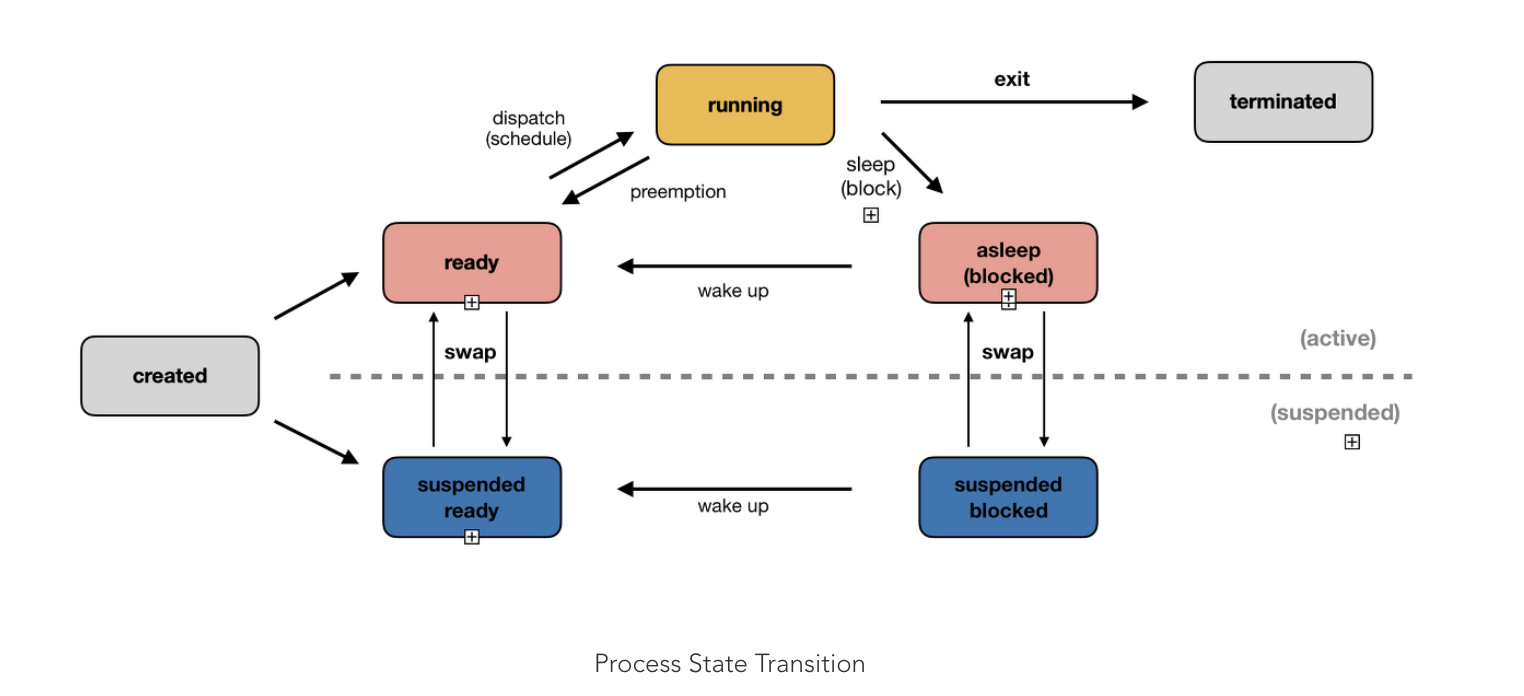 running
exit
terminated
dispatch
(schedule)
sleep
(block)
preemption
ready
asleep
(blocked)
wake up
created
swap
swap
(active)
(suspended)
suspended
ready
wake up
suspended
blocked
Process State Transition